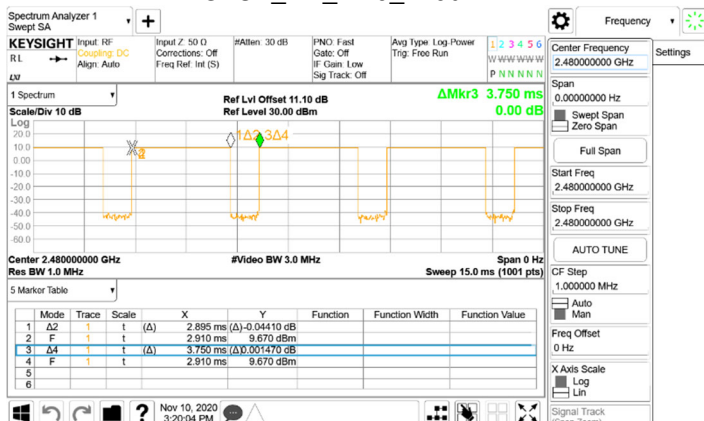 Spectrum Analyzer 1
Swept SA
Frequency
KEYSIGHT Input: RF Input Z: 50 Ω #Atten: 30 dB PNO: Fast Avg Type: Log-Power 1 2 3 4 5 6
RL Coupling: DC Corrections: Off Gate: Off Trig: Free Run W W W W W W
Align: Auto Freq Ref: Int (S) IF Gain: Low P N N N N N
LXI Sig Track: Off
1 Spectrum Ref Lvl Offset 11.10 dB ΔMkr3 3.750 ms
Scale/Div 10 dB Ref Level 30.00 dBm 0.00 dB
Log
20.0
10.0
0.00
-10.0
-20.0
-30.0
-40.0
-50.0
-60.0
1Δ2 3Δ4
Center 2.480000000 GHz #Video BW 3.0 MHz Span 0 Hz
Res BW 1.0 MHz Sweep 15.0 ms (1001 pts)
5 Marker Table
Mode Trace Scale X Y Function Function Width Function Value
1 Δ2 1 t (Δ) 2.895 ms (Δ) -0.04410 dB
2 F 1 t 2.910 ms 9.670 dBm
3 Δ4 1 t (Δ) 3.750 ms (Δ) 0.001470 dB
4 F 1 t 2.910 ms 9.670 dBm
5
6
Nov 10, 2020
3:20:04 PM
?
Center Frequency
2.480000000 GHz
Settings
Span
0.00000000 Hz
Swept Span
Zero Span
Full Span
Start Freq
2.480000000 GHz
Stop Freq
2.480000000 GHz
AUTO TUNE
CF Step
1.000000 MHz
Auto
Man
Freq Offset
0 Hz
X Axis Scale
Log
Lin
Signal Track